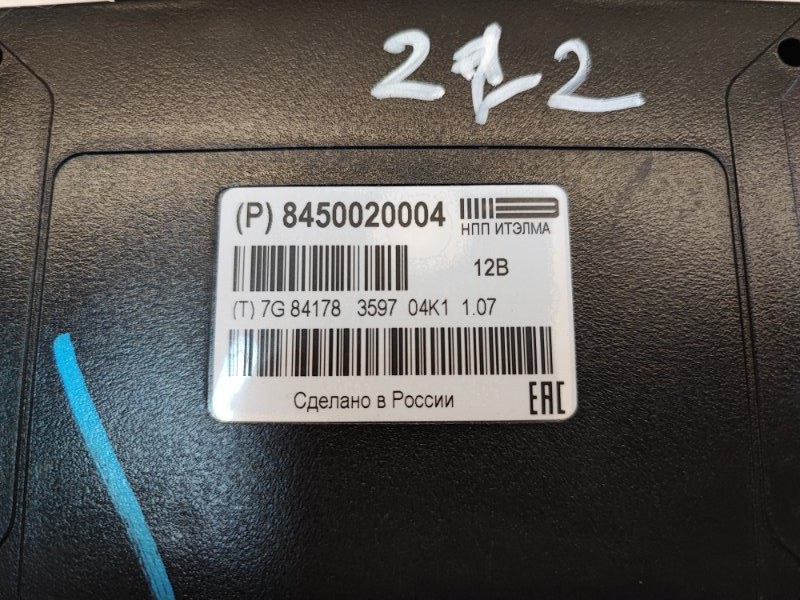 (P) 8450020004
НПП ИТЭЛМА
12В
(T) 7G 84178 3597 04K1 1.07
Сделано в России
EAC